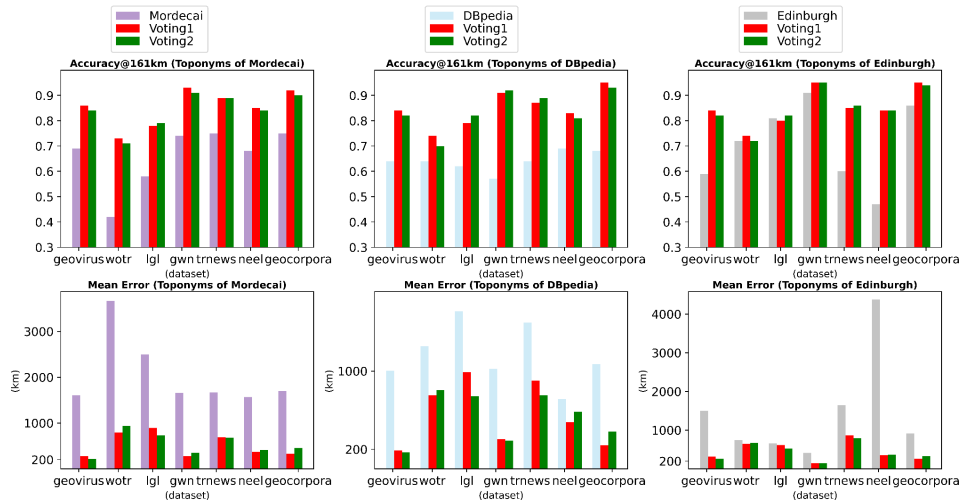 Mordecai
Voting1
Voting2
DBpedia
Voting1
Voting2
Edinburgh
Voting1
Voting2
Accuracy@161km (Toponyms of Mordecai)
0.9
0.8
0.7
0.6
0.5
0.4
0.3
geovirus wotr lgl gwn trnews neel geocorpora
(dataset)
Accuracy@161km (Toponyms of DBpedia)
0.9
0.8
0.7
0.6
0.5
0.4
0.3
geovirus wotr lgl gwn trnews neel geocorpora
(dataset)
Accuracy@161km (Toponyms of Edinburgh)
0.9
0.8
0.7
0.6
0.5
0.4
0.3
geovirus wotr lgl gwn trnews neel geocorpora
(dataset)
Mean Error (Toponyms of Mordecai)
(km)
3000
2000
1000
200
geovirus wotr lgl gwn trnews neel geocorpora
(dataset)
Mean Error (Toponyms of DBpedia)
(km)
1000
200
geovirus wotr lgl gwn trnews neel geocorpora
(dataset)
Mean Error (Toponyms of Edinburgh)
(km)
4000
3000
2000
1000
200
geovirus wotr lgl gwn trnews neel geocorpora
(dataset)